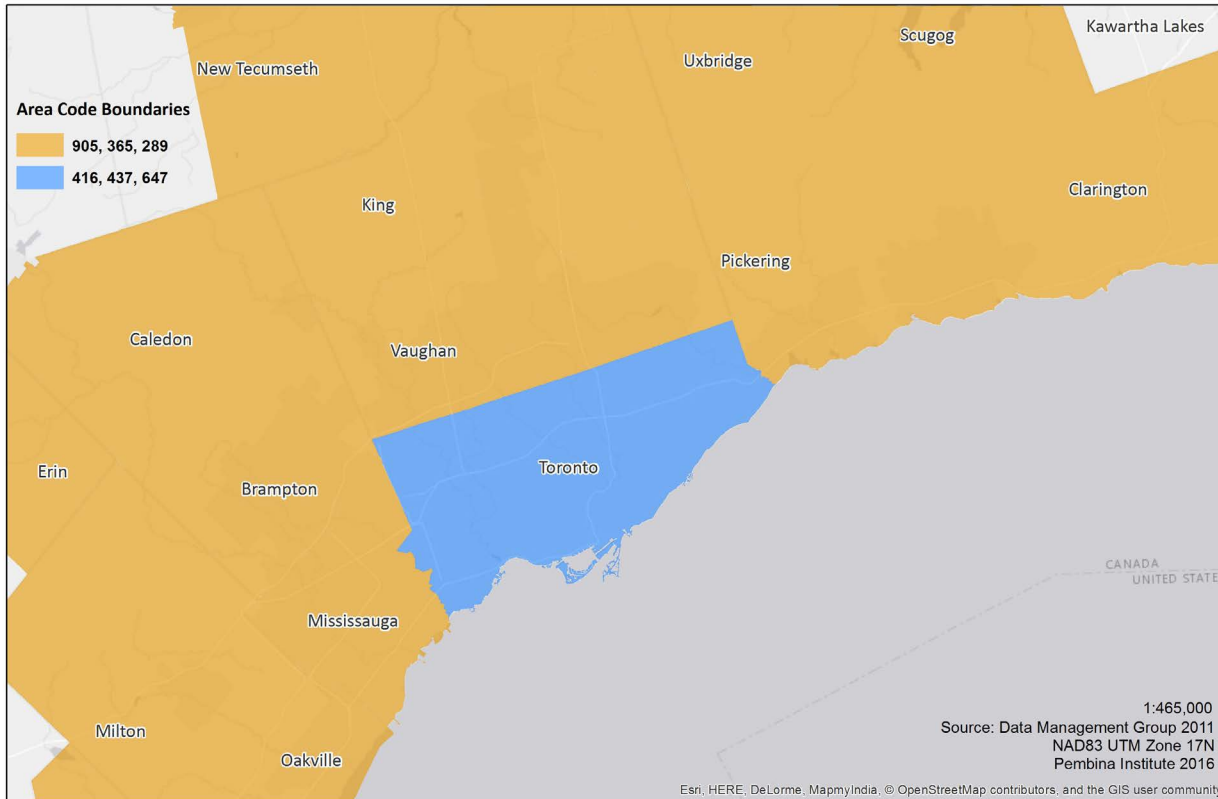 Kawartha Lakes
Scugog
Uxbridge
New Tecumseth
Area Code Boundaries
905, 365, 289
416, 437, 647
Clarington
King
Pickering
Caledon
Vaughan
Toronto
Erin
Brampton
CANADA
UNITED STATE
Mississauga
Milton
Oakville
1:465,000
Source: Data Management Group 2011
NAD83 UTM Zone 17N
Pembina Institute 2016
Esri, HERE, DeLorme, MapmyIndia, © OpenStreetMap contributors, and the GIS user community